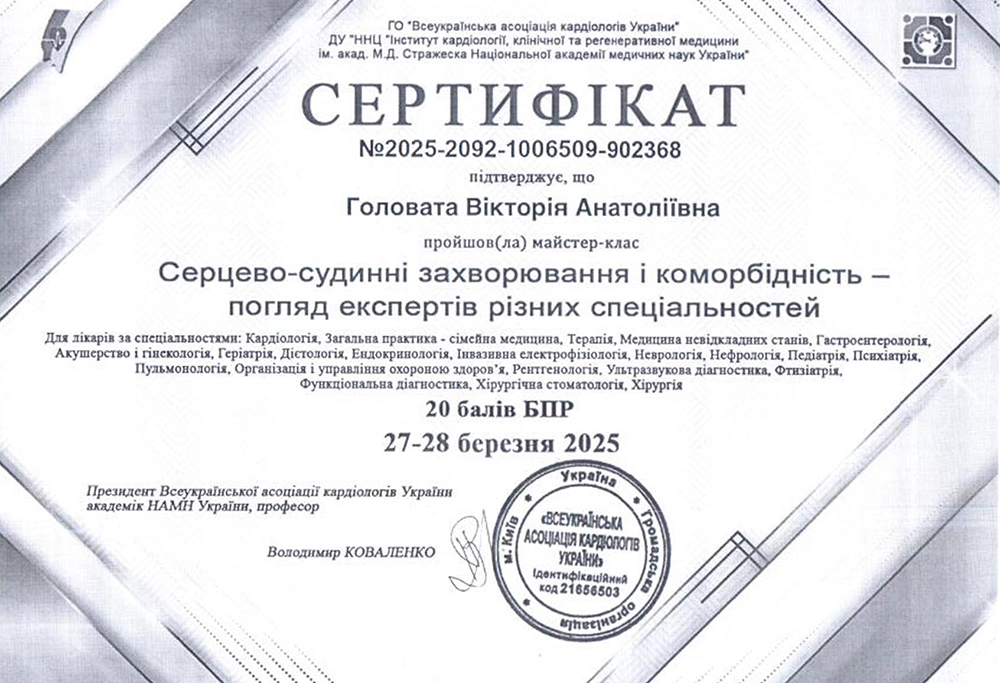 ГО "Всеукраїнська асоціація кардіологів України"
ДУ "ННЦ "Інститут кардіології, клінічної та регенеративної медицини
ім. акад. М.Д. Стражеска Національної академії медичних наук України"
СЕРТИФІКАТ
№2025-2092-1006509-902368
підтверджує, що
Головата Вікторія Анатоліївна
пройшов(ла) майстер-клас
Серцево-судинні захворювання і коморбідність –
погляд експертів різних спеціальностей
Для лікарів за спеціальностями: Кардіологія, Загальна практика - сімейна медицина, Терапія, Медицина невідкладних станів, Гастроентерологія,
Акушерство і гінекологія, Геріатрія, Дієтологія, Ендокринологія, Інвазивна електрофізіологія, Неврологія, Нефрологія, Педіатрія, Психіатрія,
Пульмонологія, Організація і управління охороною здоров’я, Рентгенологія, Ультразвукова діагностика, Фтизіатрія,
Функціональна діагностика, Хірургічна стоматологія, Хірургія
20 балів БПР
27-28 березня 2025
Президент Всеукраїнської асоціації кардіологів України
академік НАМН України, професор
Володимир КОВАЛЕНКО
Україна
м. Київ
Громадська організація
«ВСЕУКРАЇНСЬКА
АСОЦІАЦІЯ КАРДІОЛОГІВ
УКРАЇНИ»
Ідентифікаційний
код 21656503